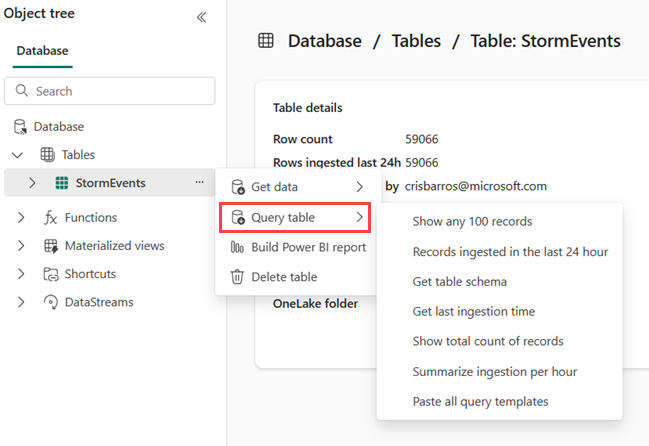 Object tree
Database
Search
Database
Tables
StormEvents
Functions
Materialized views
Shortcuts
DataStreams
Database / Tables / Table: StormEvents
Table details
Row count 59066
Rows ingested last 24h 59066
by crisbarros@microsoft.com
OneLake folder
Get data
Query table
Build Power BI report
Delete table
Show any 100 records
Records ingested in the last 24 hour
Get table schema
Get last ingestion time
Show total count of records
Summarize ingestion per hour
Paste all query templates